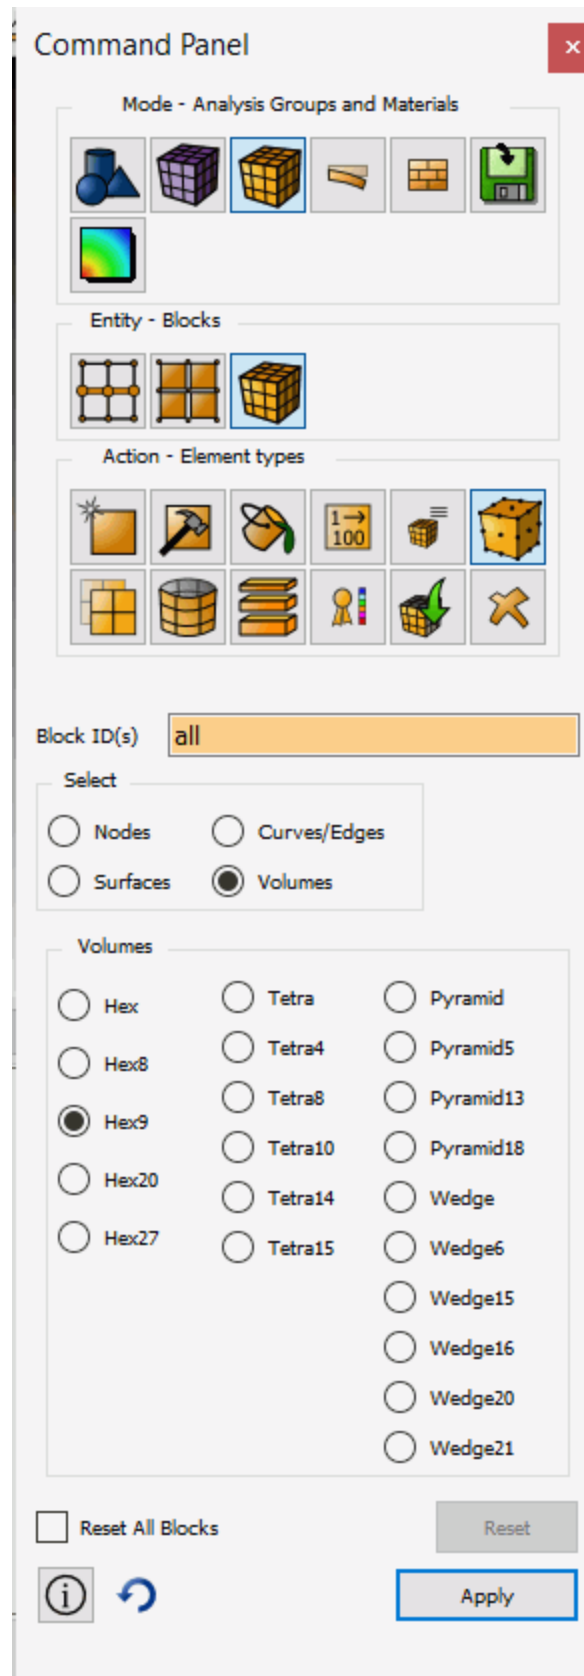 Command Panel
Mode - Analysis Groups and Materials
Entity - Blocks
Action - Element types
1→
100
Block ID(s) all
Select
Nodes Curves/Edges
Surfaces Volumes
Volumes
Hex Tetra Pyramid
Hex8 Tetra4 Pyramid5
Hex9 Tetra8 Pyramid13
Hex20 Tetra10 Pyramid18
Hex27 Tetra14 Wedge
Tetra15 Wedge6
Wedge15
Wedge16
Wedge20
Wedge21
Reset All Blocks Reset
Apply